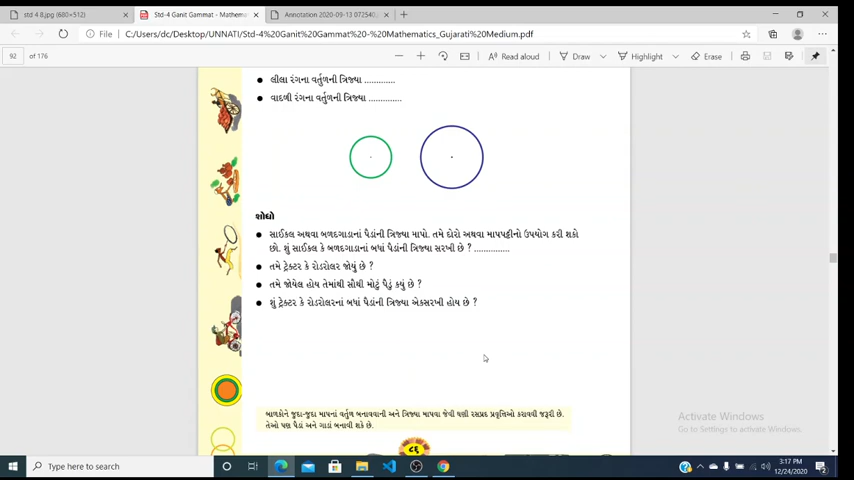 std 4 8.jpg (680×512)
Std-4 Ganit Gammat - Mathema
Annotation 2020-09-13 072540
File
C:/Users/dc/Desktop/UNNATI/Std-4%20Ganit%20Gammat%20-%20Mathematics_Gujarati%20Medium.pdf
92 of 176
Read aloud
Draw
Highlight
Erase
Share
લીલા રંગના વર્તુળની ત્રિજ્યા .............
વાદળી રંગના વર્તુળની ત્રિજ્યા ..............
શોધો
સાઈકલ અથવા બળદગાડાનાં પૈડાંની ત્રિજ્યા માપો. તમે દોરો અથવા માપપટ્ટીનો ઉપયોગ કરી શકો
છો. શું સાઈકલ કે બળદગાડાના બધાં પૈડાંની ત્રિજ્યા સરખી છે ? ...............
તમે ટ્રેક્ટર કે રોડરોલર જોયું છે ?
તમે જોયેલ હોય તેમાંથી સૌથી મોટું પૈડું કયું છે ?
શું ટ્રેક્ટર કે રોડરોલરનાં બધાં પૈડાંની ત્રિજ્યા એકસરખી હોય છે ?
બાળકોને જુદા-જુદા માપનાં વર્તુળ બનાવવાની અને ત્રિજ્યા માપવા જેવી ઘણી રસપ્રદ પ્રવૃત્તિઓ કરાવવી જરૂરી છે.
તેઓ પણ પૈડાં અને ગાડાં બનાવી શકે છે.
૮૬
Activate Windows
Go to Settings to activate Windows.
Type here to search
3:17 PM
12/24/2020